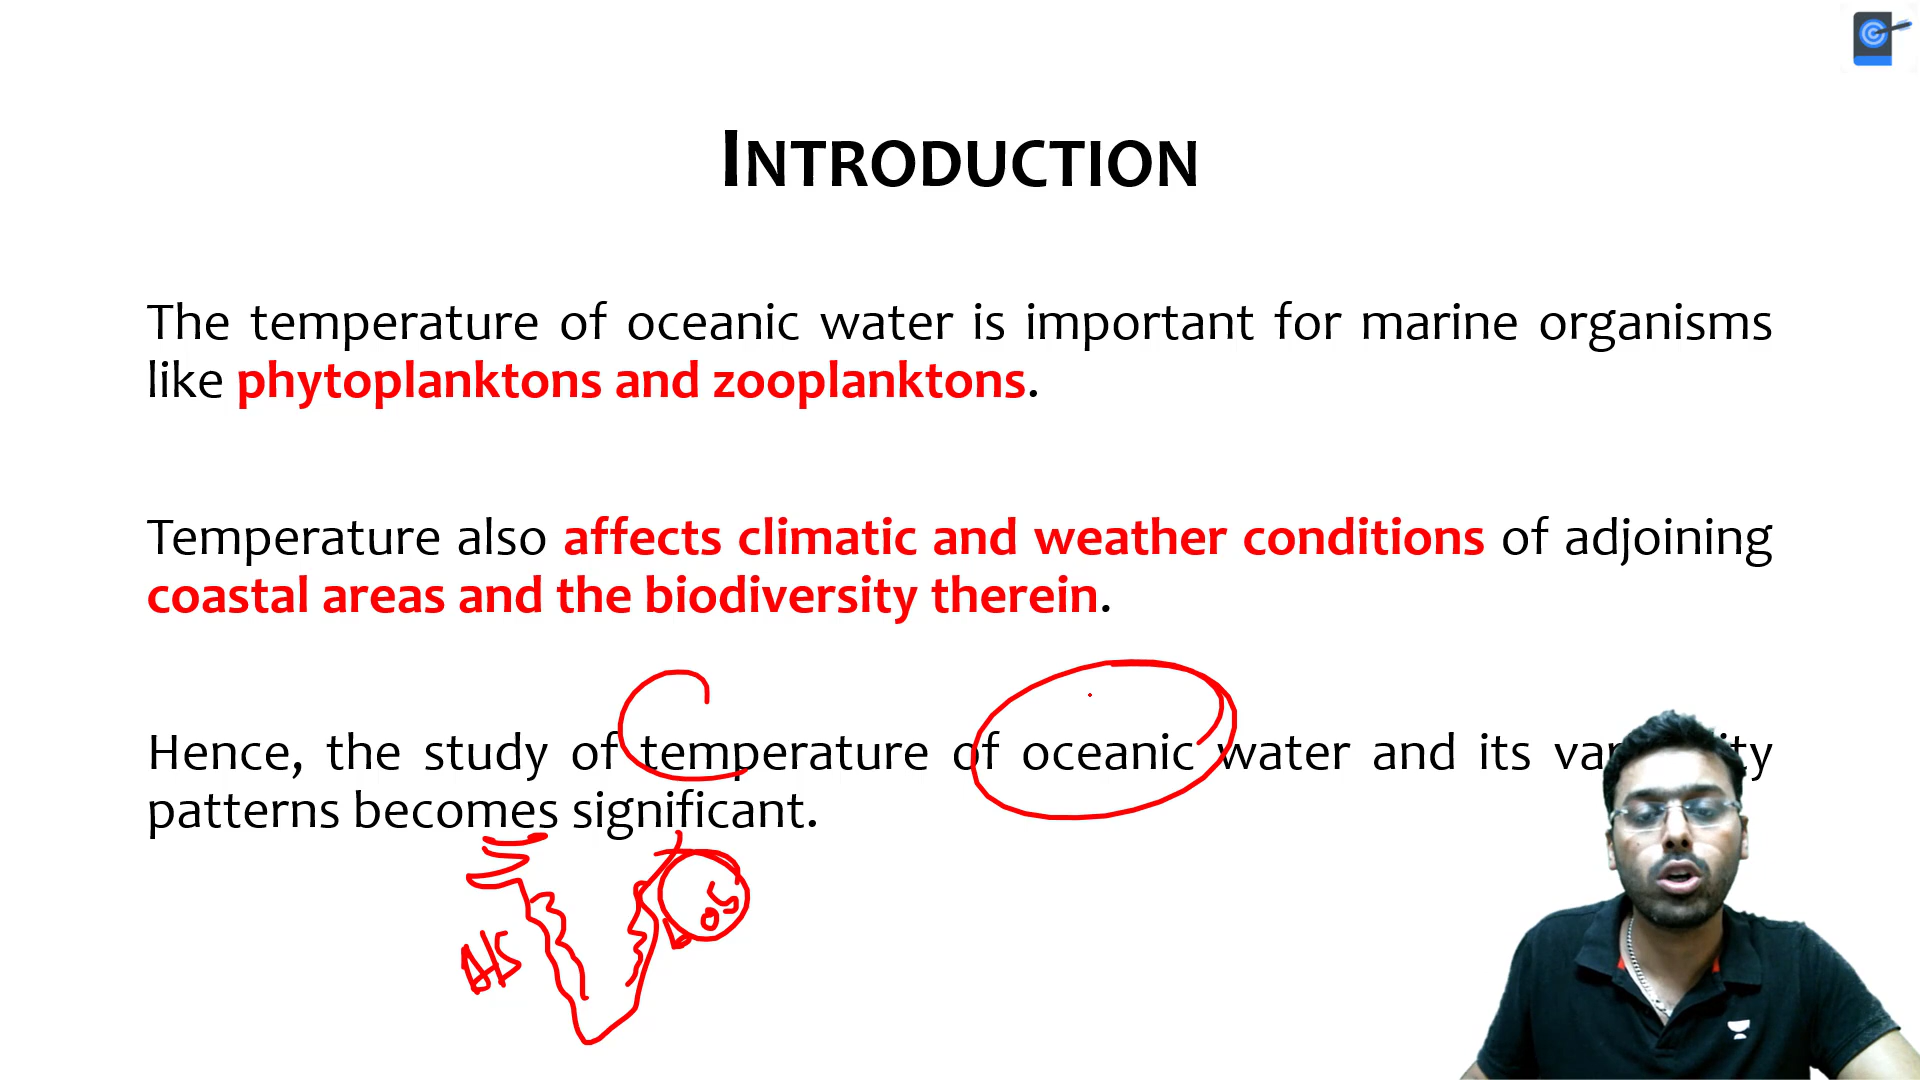 INTRODUCTION
The temperature of oceanic water is important for marine organisms
like phytoplanktons and zooplanktons.
Temperature also affects climatic and weather conditions of adjoining
coastal areas and the biodiversity therein.
Hence, the study of temperature of oceanic water and its
patterns becomes significant.
A/S